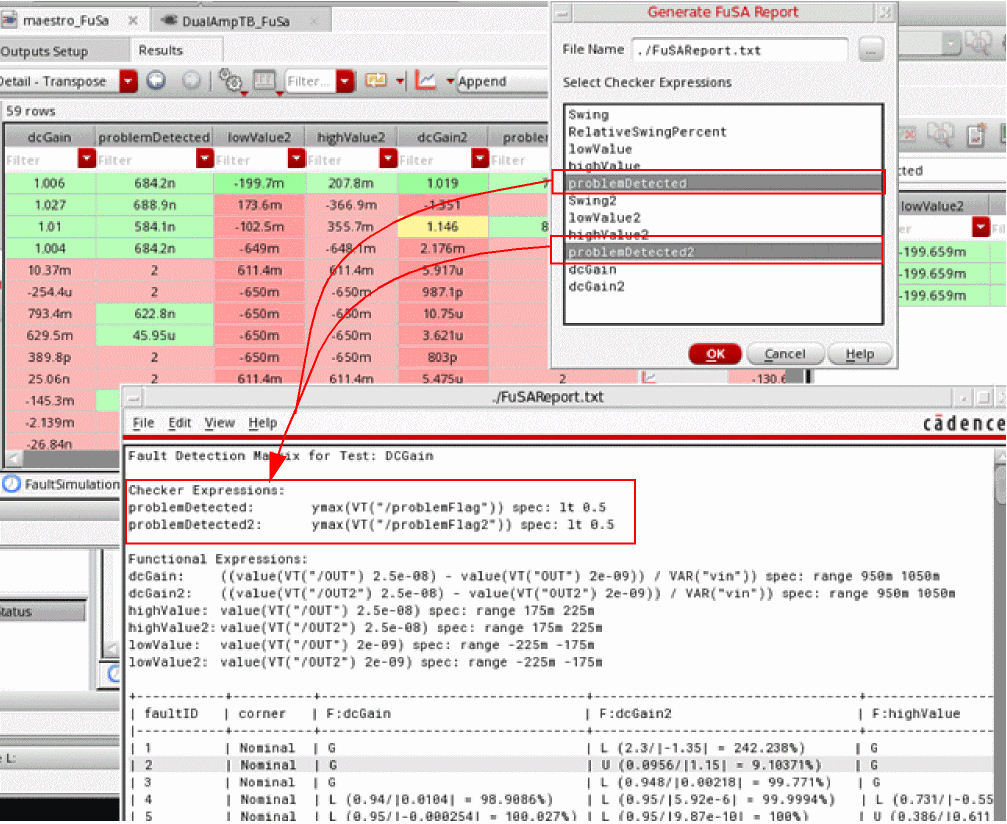 maestro_FuSa
DualAmpTB_FuSa
Outputs Setup
Results
Detail - Transpose
Filter...
Append
59 rows
dcGain problemDetected lowValue2 highValue2 dcGain2
Filter Filter Filter Filter Filter Filter
1.006 684.2n -199.7m 207.8m 1.019
1.027 688.9n 173.6m -366.9m -1.351
1.01 584.1n -102.5m 355.7m 1.146 8
1.004 684.2n -649m -648.1m 2.176m
10.37m 2 611.4m 611.4m 5.917u
-254.4u 2 -650m -650m 987.1p
793.4m 622.8n -650m -650m 10.75u
629.5m 45.95u -650m -650m 3.621u
389.8p 2 -650m -650m 803p
25.06n 2 611.4m 611.4m 5.475u 2
-145.3m
-2.139m
-26.84n
FaultSimulation
Generate FuSA Report
File Name ./FuSAReport.txt ...
Select Checker Expressions
Swing
RelativeSwingPercent
lowValue
highValue
problemDetected
Swing2
lowValue2
highValue2
problemDetected2
dcGain
dcGain2
OK Cancel Help
lowValue2
-199.659m
-199.659m
-199.659m
./FuSAReport.txt
File Edit View Help
cādence
Fault Detection Matrix for Test: DCGain
Checker Expressions:
problemDetected: ymax(VT("/problemFlag")) spec: lt 0.5
problemDetected2: ymax(VT("/problemFlag2")) spec: lt 0.5
Functional Expressions:
dcGain: ((value(VT("/OUT") 2.5e-08) - value(VT("OUT") 2e-09)) / VAR("vin")) spec: range 950m 1050m
dcGain2: ((value(VT("/OUT2") 2.5e-08) - value(VT("OUT2") 2e-09)) / VAR("vin")) spec: range 950m 1050m
highValue: value(VT("/OUT") 2.5e-08) spec: range 175m 225m
highValue2: value(VT("/OUT2") 2.5e-08) spec: range 175m 225m
lowValue: value(VT("/OUT") 2e-09) spec: range -225m -175m
lowValue2: value(VT("/OUT2") 2e-09) spec: range -225m -175m
| faultID | corner | F:dcGain | F:dcGain2 | F:highValue
| 1 | Nominal | G | L (2.3/|-1.35| = 242.238%) | G
| 2 | Nominal | G | U (0.0956/|1.15| = 9.10371%) | G
| 3 | Nominal | G | L (0.948/|0.00218| = 99.771%) | G
| 4 | Nominal | L (0.94/|0.0104| = 98.9086%) | L (0.95/|5.92e-6| = 99.9994%) | L (0.731/|-0.55
| 5 | Nominal | L (0.95/|-0.000254| = 100.027%) | L (0.95/|9.87e-10| = 100%) | U (0.386/|0.611